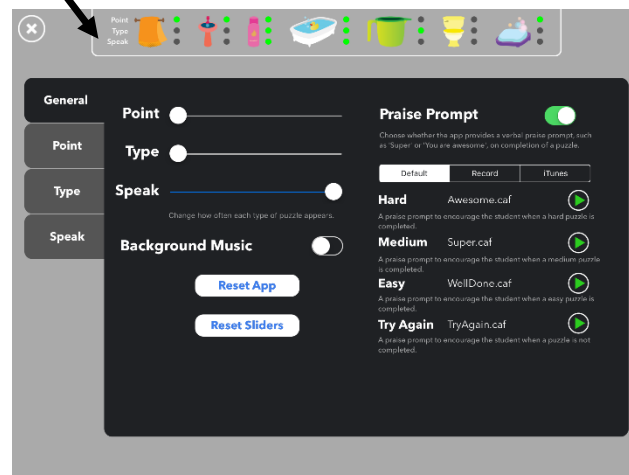 Point
Type
Speak
General
Point
Type
Speak
Point
Type
Speak
Change how often each type of puzzle appears.
Background Music
Reset App
Reset Sliders
Praise Prompt
Choose whether the app provides a verbal praise prompt, such
as 'Super' or 'You are awesome', on completion of a puzzle.
Default Record iTunes
Hard Awesome.caf
A praise prompt to encourage the student when a hard puzzle is
completed.
Medium Super.caf
A praise prompt to encourage the student when a medium puzzle
is completed.
Easy WellDone.caf
A praise prompt to encourage the student when a easy puzzle is
completed.
Try Again TryAgain.caf
A praise prompt to encourage the student when a puzzle is not
completed.